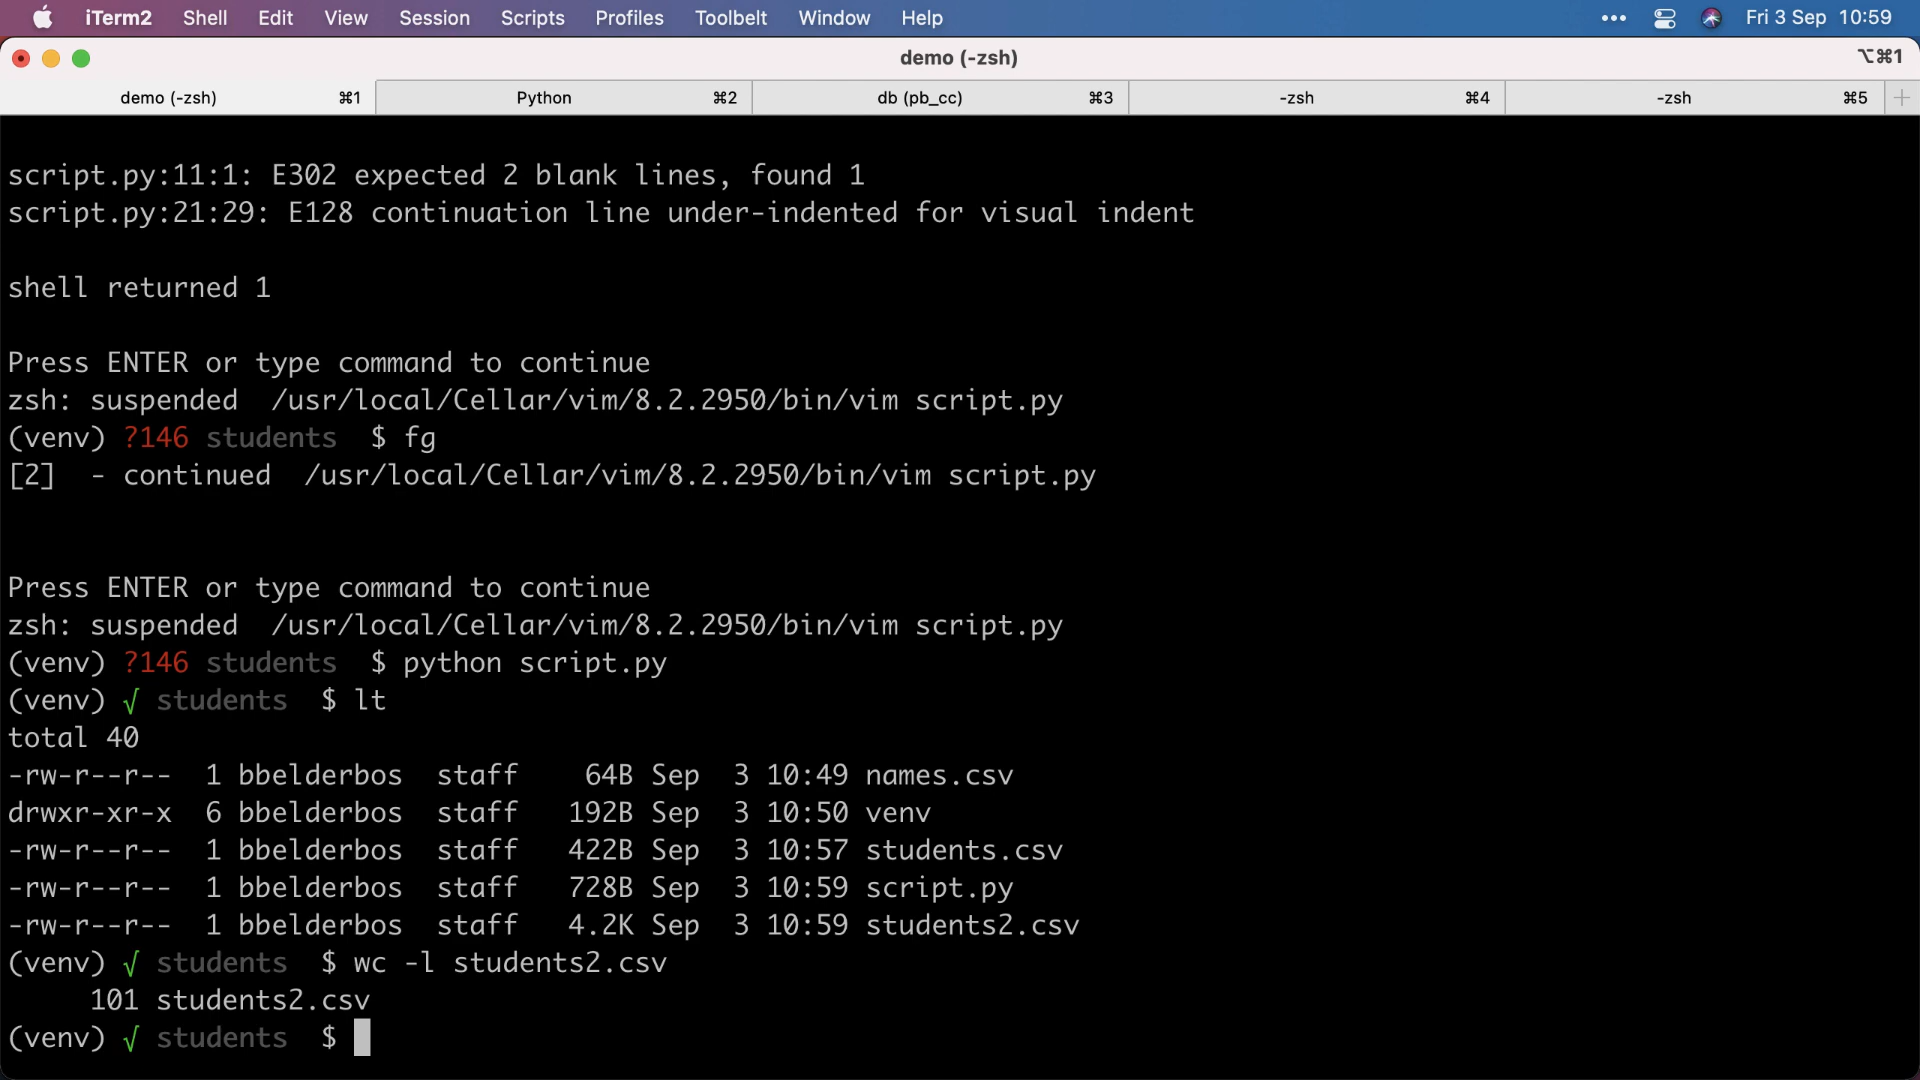 iTerm2 Shell Edit View Session Scripts Profiles Toolbelt Window Help Fri 3 Sep 10:59
demo (-zsh) ⌥⌘1
demo (-zsh) ⌘1 Python ⌘2 db (pb_cc) ⌘3 -zsh ⌘4 -zsh ⌘5 +
script.py:11:1: E302 expected 2 blank lines, found 1
script.py:21:29: E128 continuation line under-indented for visual indent
shell returned 1
Press ENTER or type command to continue
zsh: suspended  /usr/local/Cellar/vim/8.2.2950/bin/vim script.py
(venv) ?146 students  $ fg
[2]  - continued  /usr/local/Cellar/vim/8.2.2950/bin/vim script.py
Press ENTER or type command to continue
zsh: suspended  /usr/local/Cellar/vim/8.2.2950/bin/vim script.py
(venv) ?146 students  $ python script.py
(venv) √ students  $ lt
total 40
-rw-r--r--  1 bbelderbos  staff    64B Sep  3 10:49 names.csv
drwxr-xr-x  6 bbelderbos  staff   192B Sep  3 10:50 venv
-rw-r--r--  1 bbelderbos  staff   422B Sep  3 10:57 students.csv
-rw-r--r--  1 bbelderbos  staff   728B Sep  3 10:59 script.py
-rw-r--r--  1 bbelderbos  staff   4.2K Sep  3 10:59 students2.csv
(venv) √ students  $ wc -l students2.csv
     101 students2.csv
(venv) √ students  $